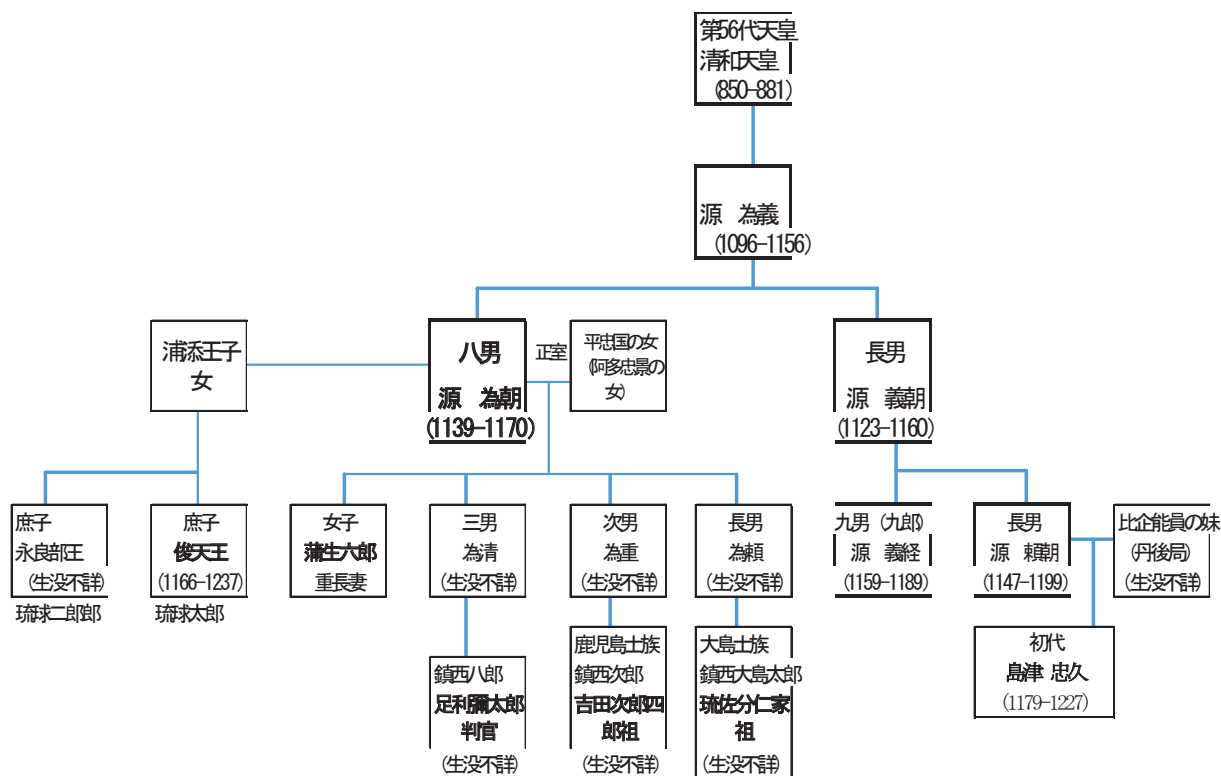 第56代天皇
清和天皇
(850-881)
源 為義
(1096-1156)
浦添王子
女
八男
源 為朝
(1139-1170)
正室
平忠国の女
(阿多忠景の
女)
長男
源 義朝
(1123-1160)
庶子
永良部王
(生没不詳)
琉球二郎郎
庶子
俊天王
(1166-1237)
琉球太郎
女子
蒲生六郎
重長妻
三男
為清
(生没不詳)
次男
為重
(生没不詳)
長男
為頼
(生没不詳)
九男(九郎)
源 義経
(1159-1189)
長男
源 頼朝
(1147-1199)
比企能員の妹
(丹後局)
(生没不詳)
鎮西八郎
足利彌太郎
判官
(生没不詳)
鹿児島士族
鎮西次郎
吉田次郎四
郎祖
(生没不詳)
大島士族
鎮西大島太郎
琉佐分仁家
祖
(生没不詳)
初代
島津 忠久
(1179-1227)